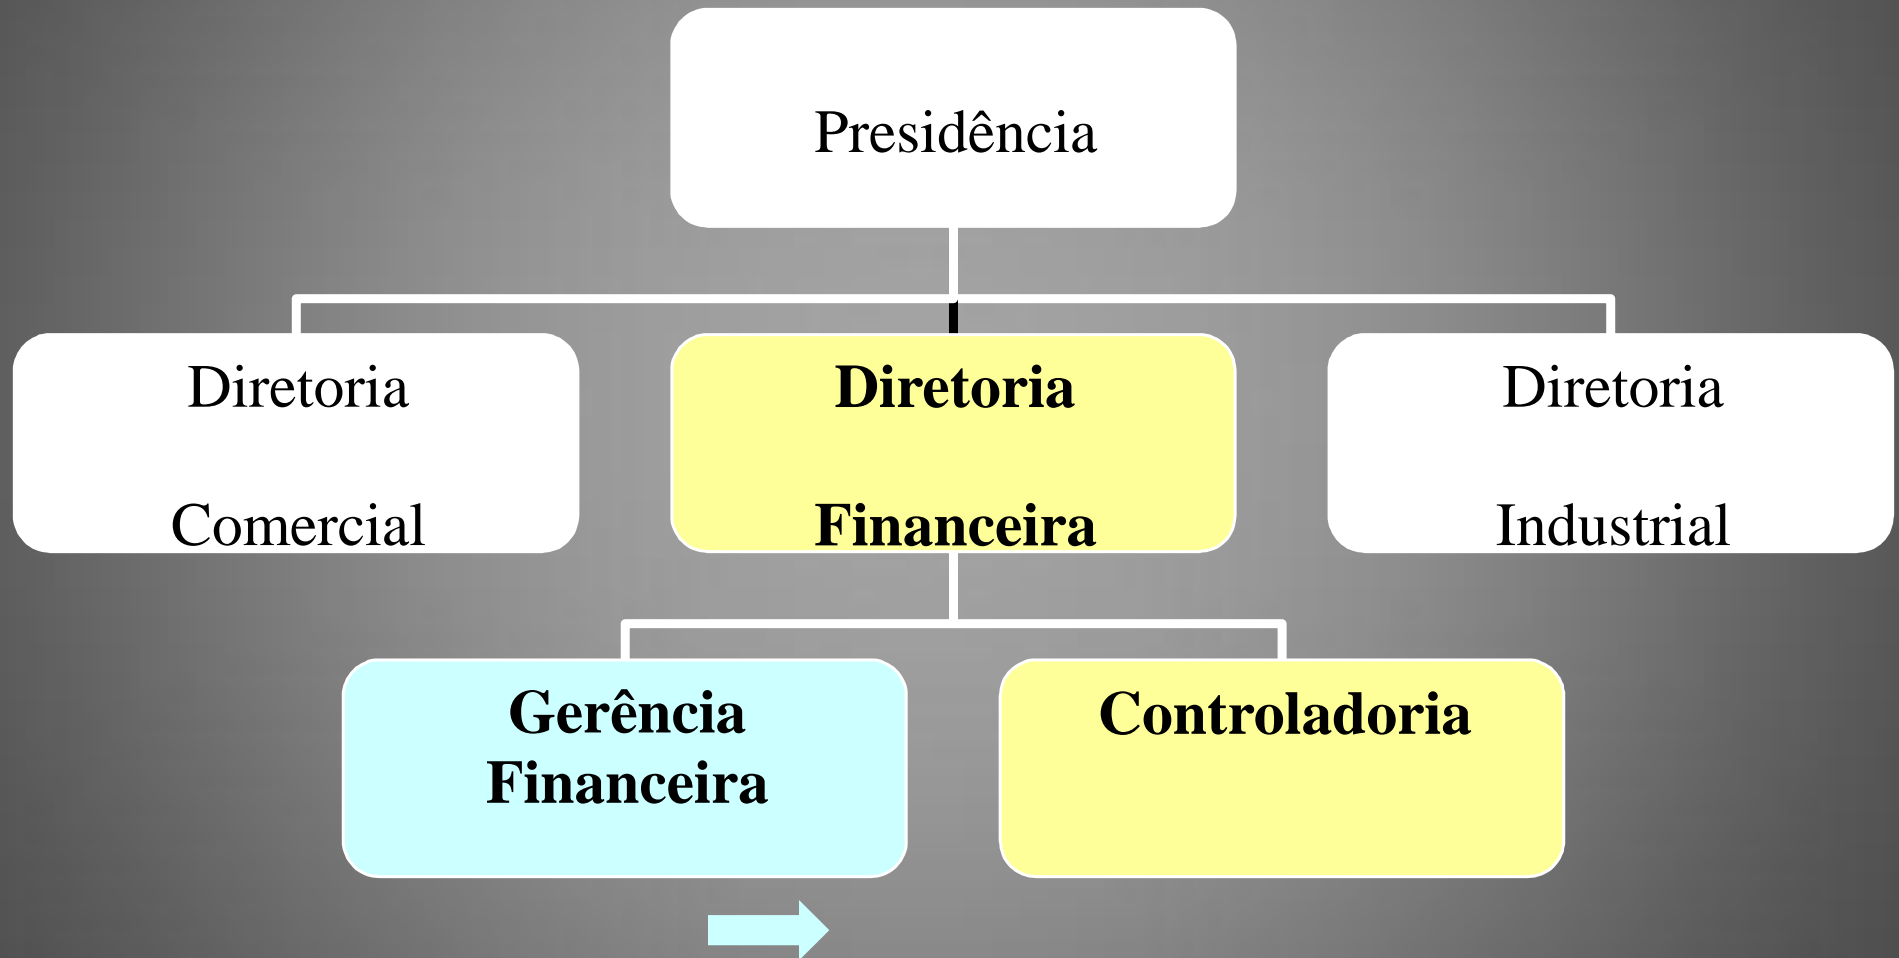 Presidência
Diretoria
Comercial
Diretoria
Financeira
Diretoria
Industrial
Gerência
Financeira
Controladoria